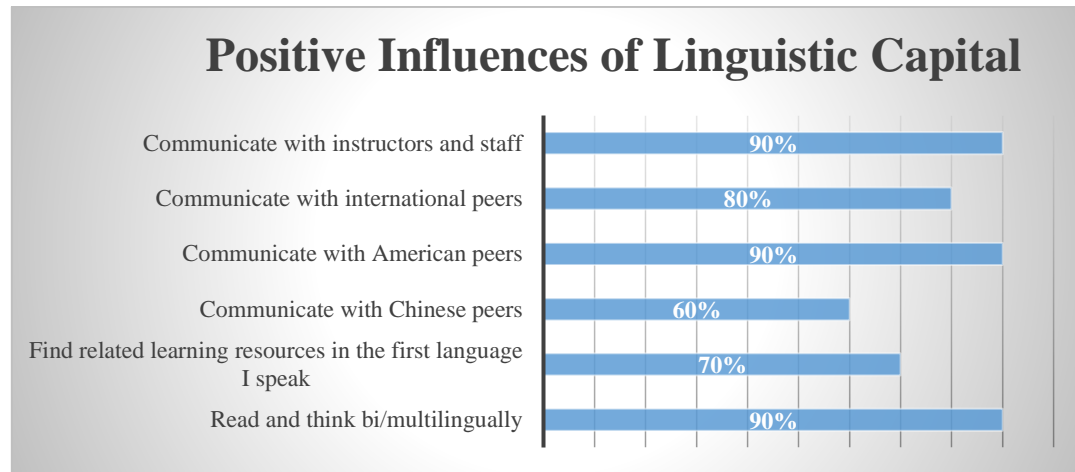 Positive Influences of Linguistic Capital
Communicate with instructors and staff
90%
Communicate with international peers
80%
Communicate with American peers
90%
Communicate with Chinese peers
60%
Find related learning resources in the first language
I speak
70%
Read and think bi/multilingually
90%